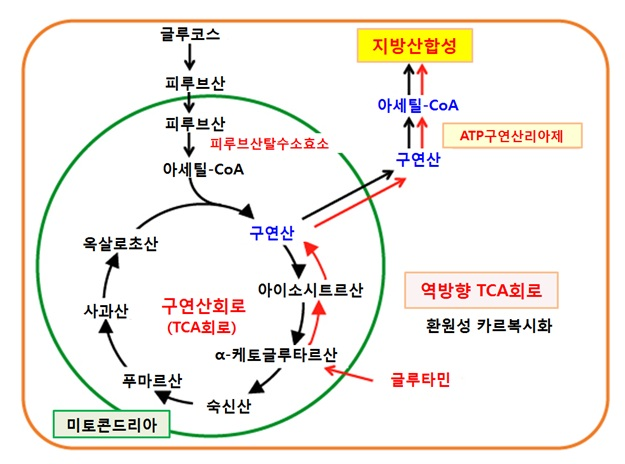 글루코스
지방산합성
피루브산
아세틸-CoA
피루브산
ATP구연산리아제
피루브산탈수소효소
구연산
아세틸-CoA
구연산
옥살로초산
아이소시트르산
역방향 TCA회로
사과산
구연산회로
(TCA회로)
환원성 카르복시화
α-케토글루타르산
푸마르산
글루타민
숙신산
미토콘드리아